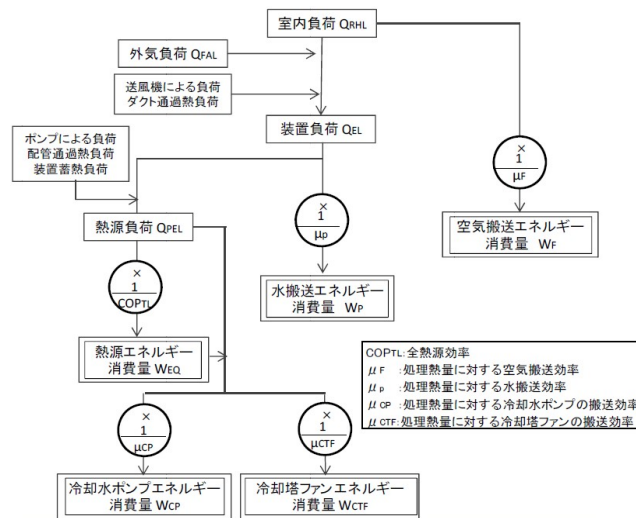 室内負荷 QRHL
外気負荷 QFAL
送風機による負荷
ダクト通過熱負荷
装置負荷 QEL
ポンプによる負荷
配管通過熱負荷
装置蓄熱負荷
×
1
μF
熱源負荷 QPEL
×
1
μp
空気搬送エネルギー
消費量 WF
×
1
COPTL
水搬送エネルギー
消費量 WP
熱源エネルギー
消費量 WEQ
COPTL:全熱源効率
μF :処理熱量に対する空気搬送効率
μp :処理熱量に対する水搬送効率
μCP :処理熱量に対する冷却水ポンプの搬送効率
μCTF:処理熱量に対する冷却塔ファンの搬送効率
×
1
μCP
×
1
μCTF
冷却水ポンプエネルギー
消費量 WCP
冷却塔ファンエネルギー
消費量 WCTF